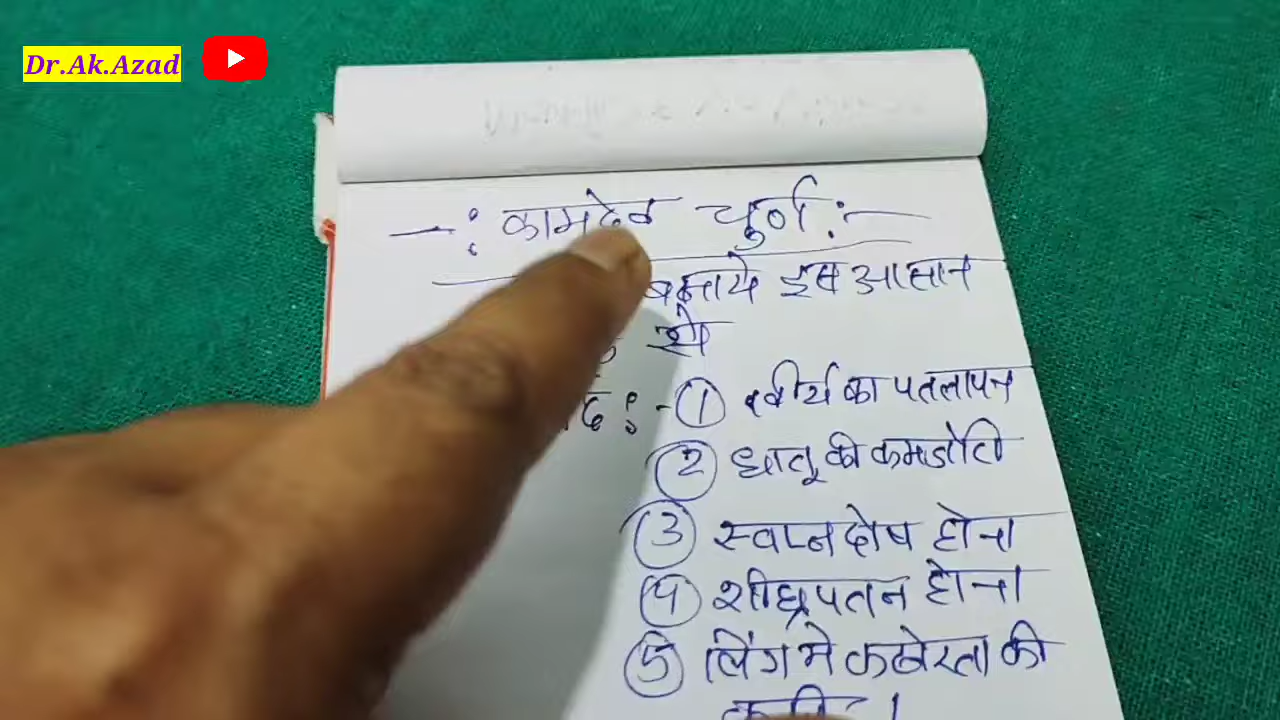 Dr.Ak.Azad
-: कामदेव चुर्ण :-
बनाये इस आसान
से
① वीर्य का पतलापन
② धातू की कमजोरी
③ स्वप्नदोष होना
④ शीघ्रपतन होना
⑤ लिंग मे कठोरता की